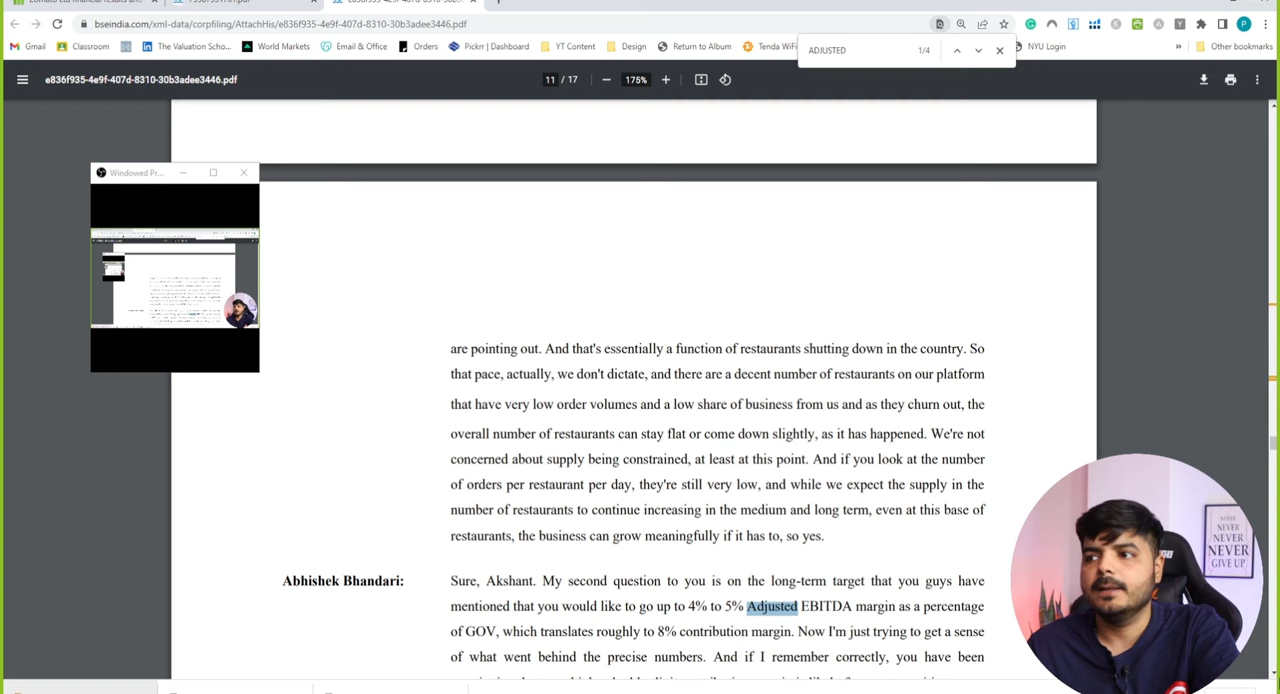 Zomato Ltd financial results and
bseindia.com/xml-data/corpfiling/AttachHis/e836f935-4e9f-407d-8310-30b3adee3446.pdf
Gmail Classroom The Valuation Scho... World Markets Email & Office Orders Pickrr | Dashboard YT Content Design Return to Album Tenda WiFi NYU Login » Other bookmarks
ADJUSTED 1/4
e836f935-4e9f-407d-8310-30b3adee3446.pdf 11 / 17 175%
Windowed Pr...
are pointing out. And that's essentially a function of restaurants shutting down in the country. So
that pace, actually, we don't dictate, and there are a decent number of restaurants on our platform
that have very low order volumes and a low share of business from us and as they churn out, the
overall number of restaurants can stay flat or come down slightly, as it has happened. We're not
concerned about supply being constrained, at least at this point. And if you look at the number
of orders per restaurant per day, they're still very low, and while we expect the supply in the
number of restaurants to continue increasing in the medium and long term, even at this base of
restaurants, the business can grow meaningfully if it has to, so yes.
Abhishek Bhandari: Sure, Akshant. My second question to you is on the long-term target that you guys have
mentioned that you would like to go up to 4% to 5% Adjusted EBITDA margin as a percentage
of GOV, which translates roughly to 8% contribution margin. Now I'm just trying to get a sense
of what went behind the precise numbers. And if I remember correctly, you have been
NEVER
NEVER
NEVER
GIVE UP